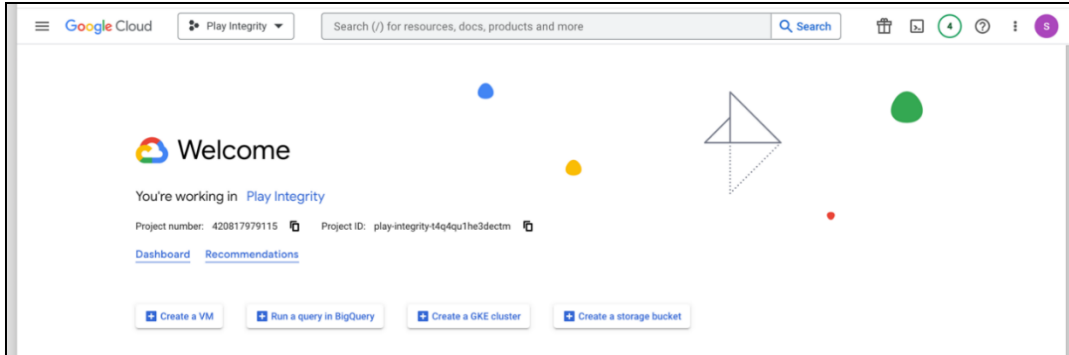 Google Cloud Play Integrity Search (/) for resources, docs, products and more Search 4 S
Welcome
You're working in Play Integrity
Project number: 420817979115 Project ID: play-integrity-t4q4qu1he3dectm
Dashboard Recommendations
Create a VM Run a query in BigQuery Create a GKE cluster Create a storage bucket